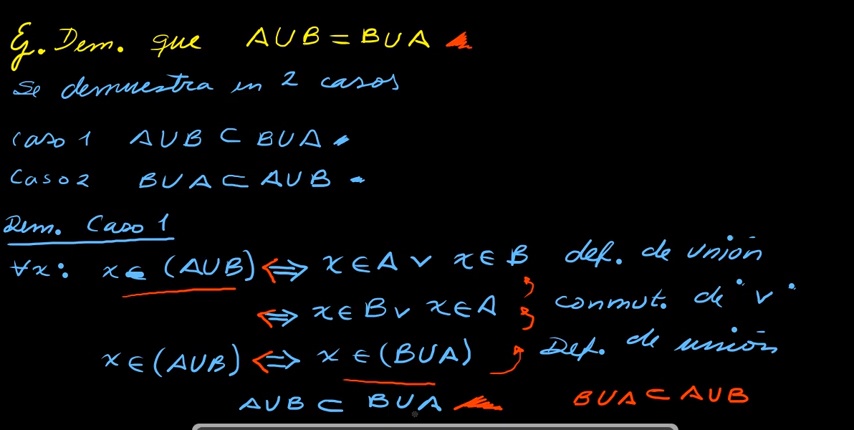 Ej. Dem. que A∪B = B∪A
Se demuestra en 2 casos
Caso 1 A∪B ⊂ B∪A
Caso 2 B∪A ⊂ A∪B
Dem. Caso 1
∀x: x ∈ (A∪B) ⇔ x ∈ A ∨ x ∈ B def. de unión
⇔ x ∈ B ∨ x ∈ A conmut. de "∨"
x ∈ (A∪B) ⇔ x ∈ (B∪A) Def. de unión
A∪B ⊂ B∪A B∪A ⊂ A∪B